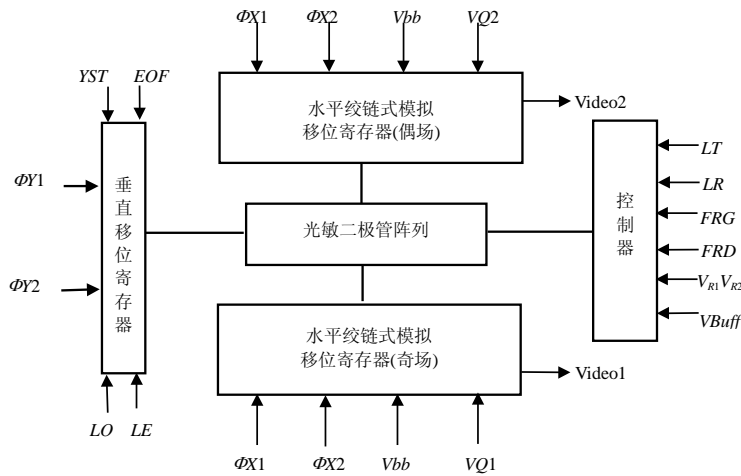 ΦX1 ΦX2 Vbb VQ2
YST EOF
水平绞链式模拟
移位寄存器(偶场)
Video2
ΦY1
ΦY2
垂直移位寄存器
光敏二极管阵列
控制器
LT
LR
FRG
FRD
VR1VR2
VBuff
水平绞链式模拟
移位寄存器(奇场)
Video1
LO LE
ΦX1 ΦX2 Vbb VQ1